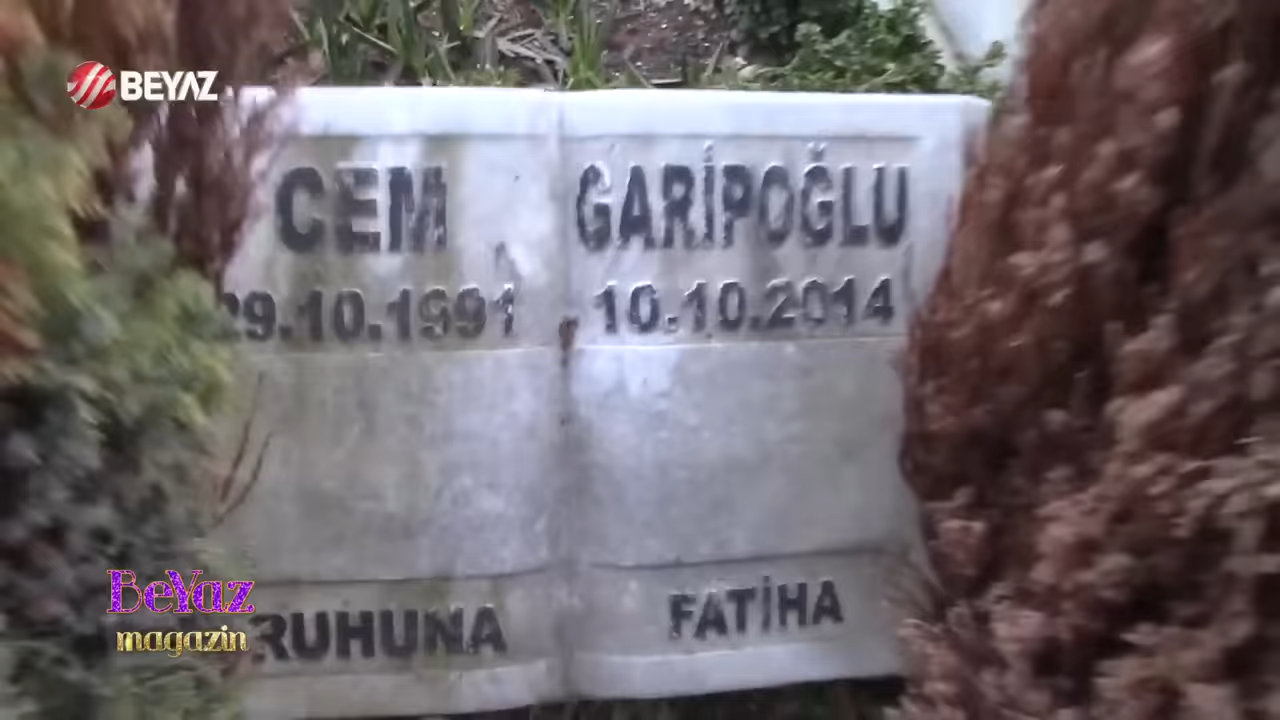 BEYAZ
CEM GARİPOĞLU
29.10.1991 10.10.2014
RUHUNA FATİHA
BeYaz
magazin